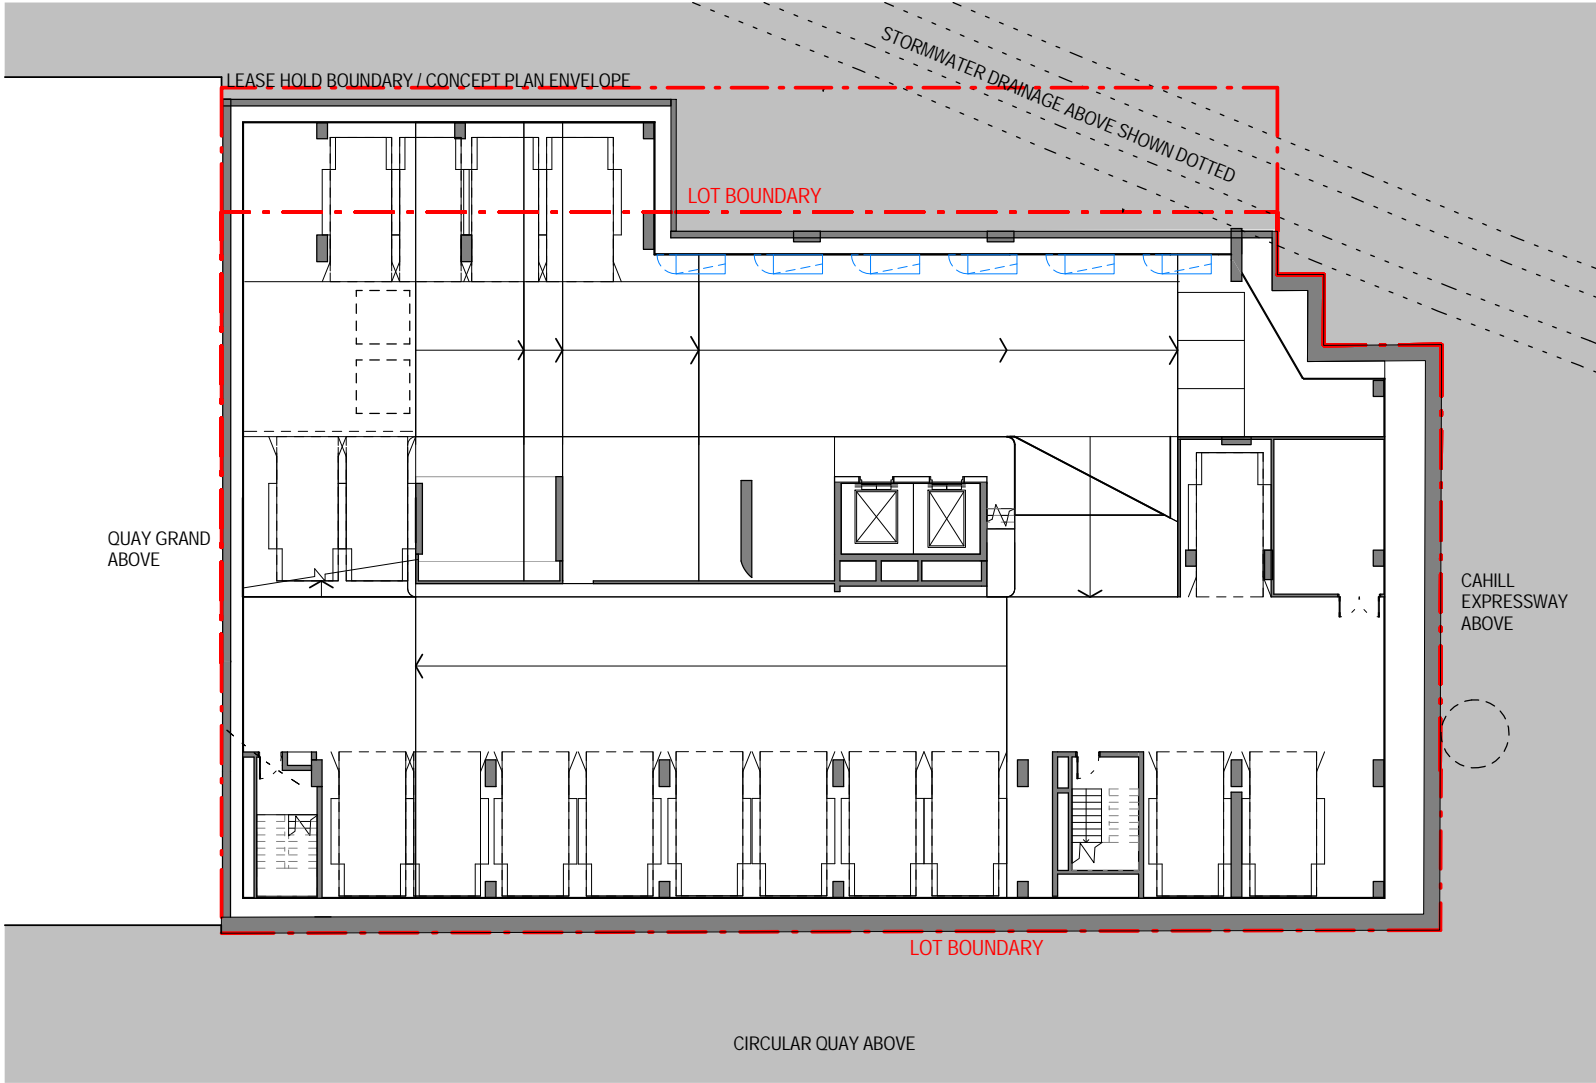 STORMWATER DRAINAGE ABOVE SHOWN DOTTED
LEASE HOLD BOUNDARY / CONCEPT PLAN ENVELOPE
LOT BOUNDARY
QUAY GRAND
ABOVE
CAHILL
EXPRESSWAY
ABOVE
LOT BOUNDARY
CIRCULAR QUAY ABOVE